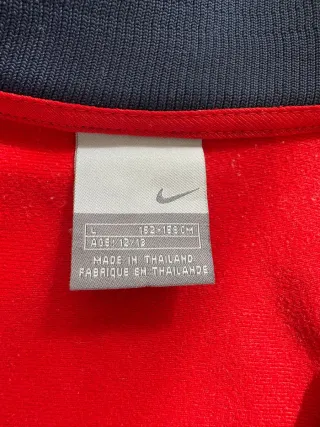 L 152-158CM
AGE: 12/13
MADE IN THAILAND
FABRIQUE EN THAILANDE